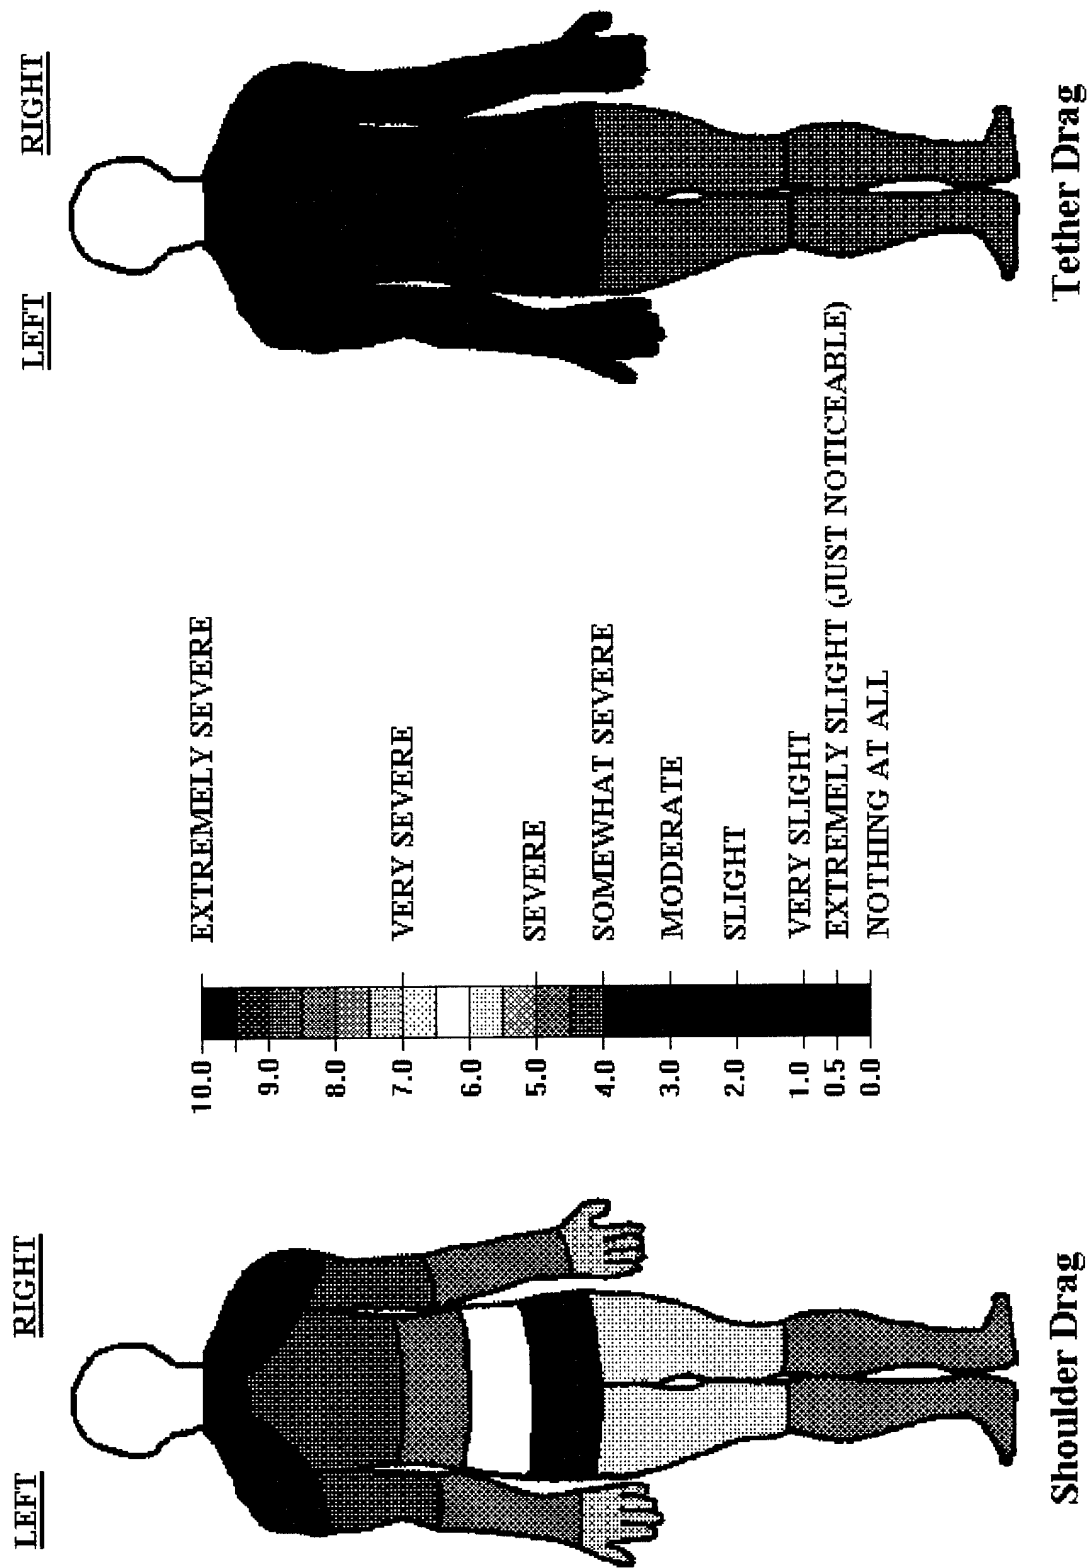 LEFT
RIGHT
Shoulder Drag
10.0
9.0
8.0
7.0
6.0
5.0
4.0
3.0
2.0
1.0
0.5
0.0
EXTREMELY SEVERE
VERY SEVERE
SEVERE
SOMEWHAT SEVERE
MODERATE
SLIGHT
VERY SLIGHT
EXTREMELY SLIGHT (JUST NOTICEABLE)
NOTHING AT ALL
LEFT
RIGHT
Tether Drag